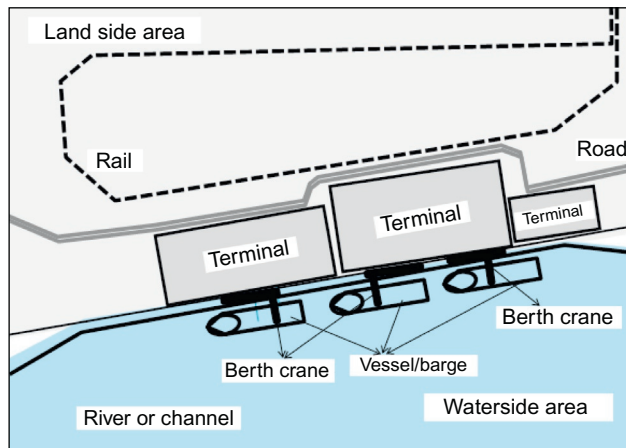 Land side area
Rail
Road
Terminal
Terminal
Terminal
Berth crane
Berth crane
Vessel/barge
River or channel
Waterside area